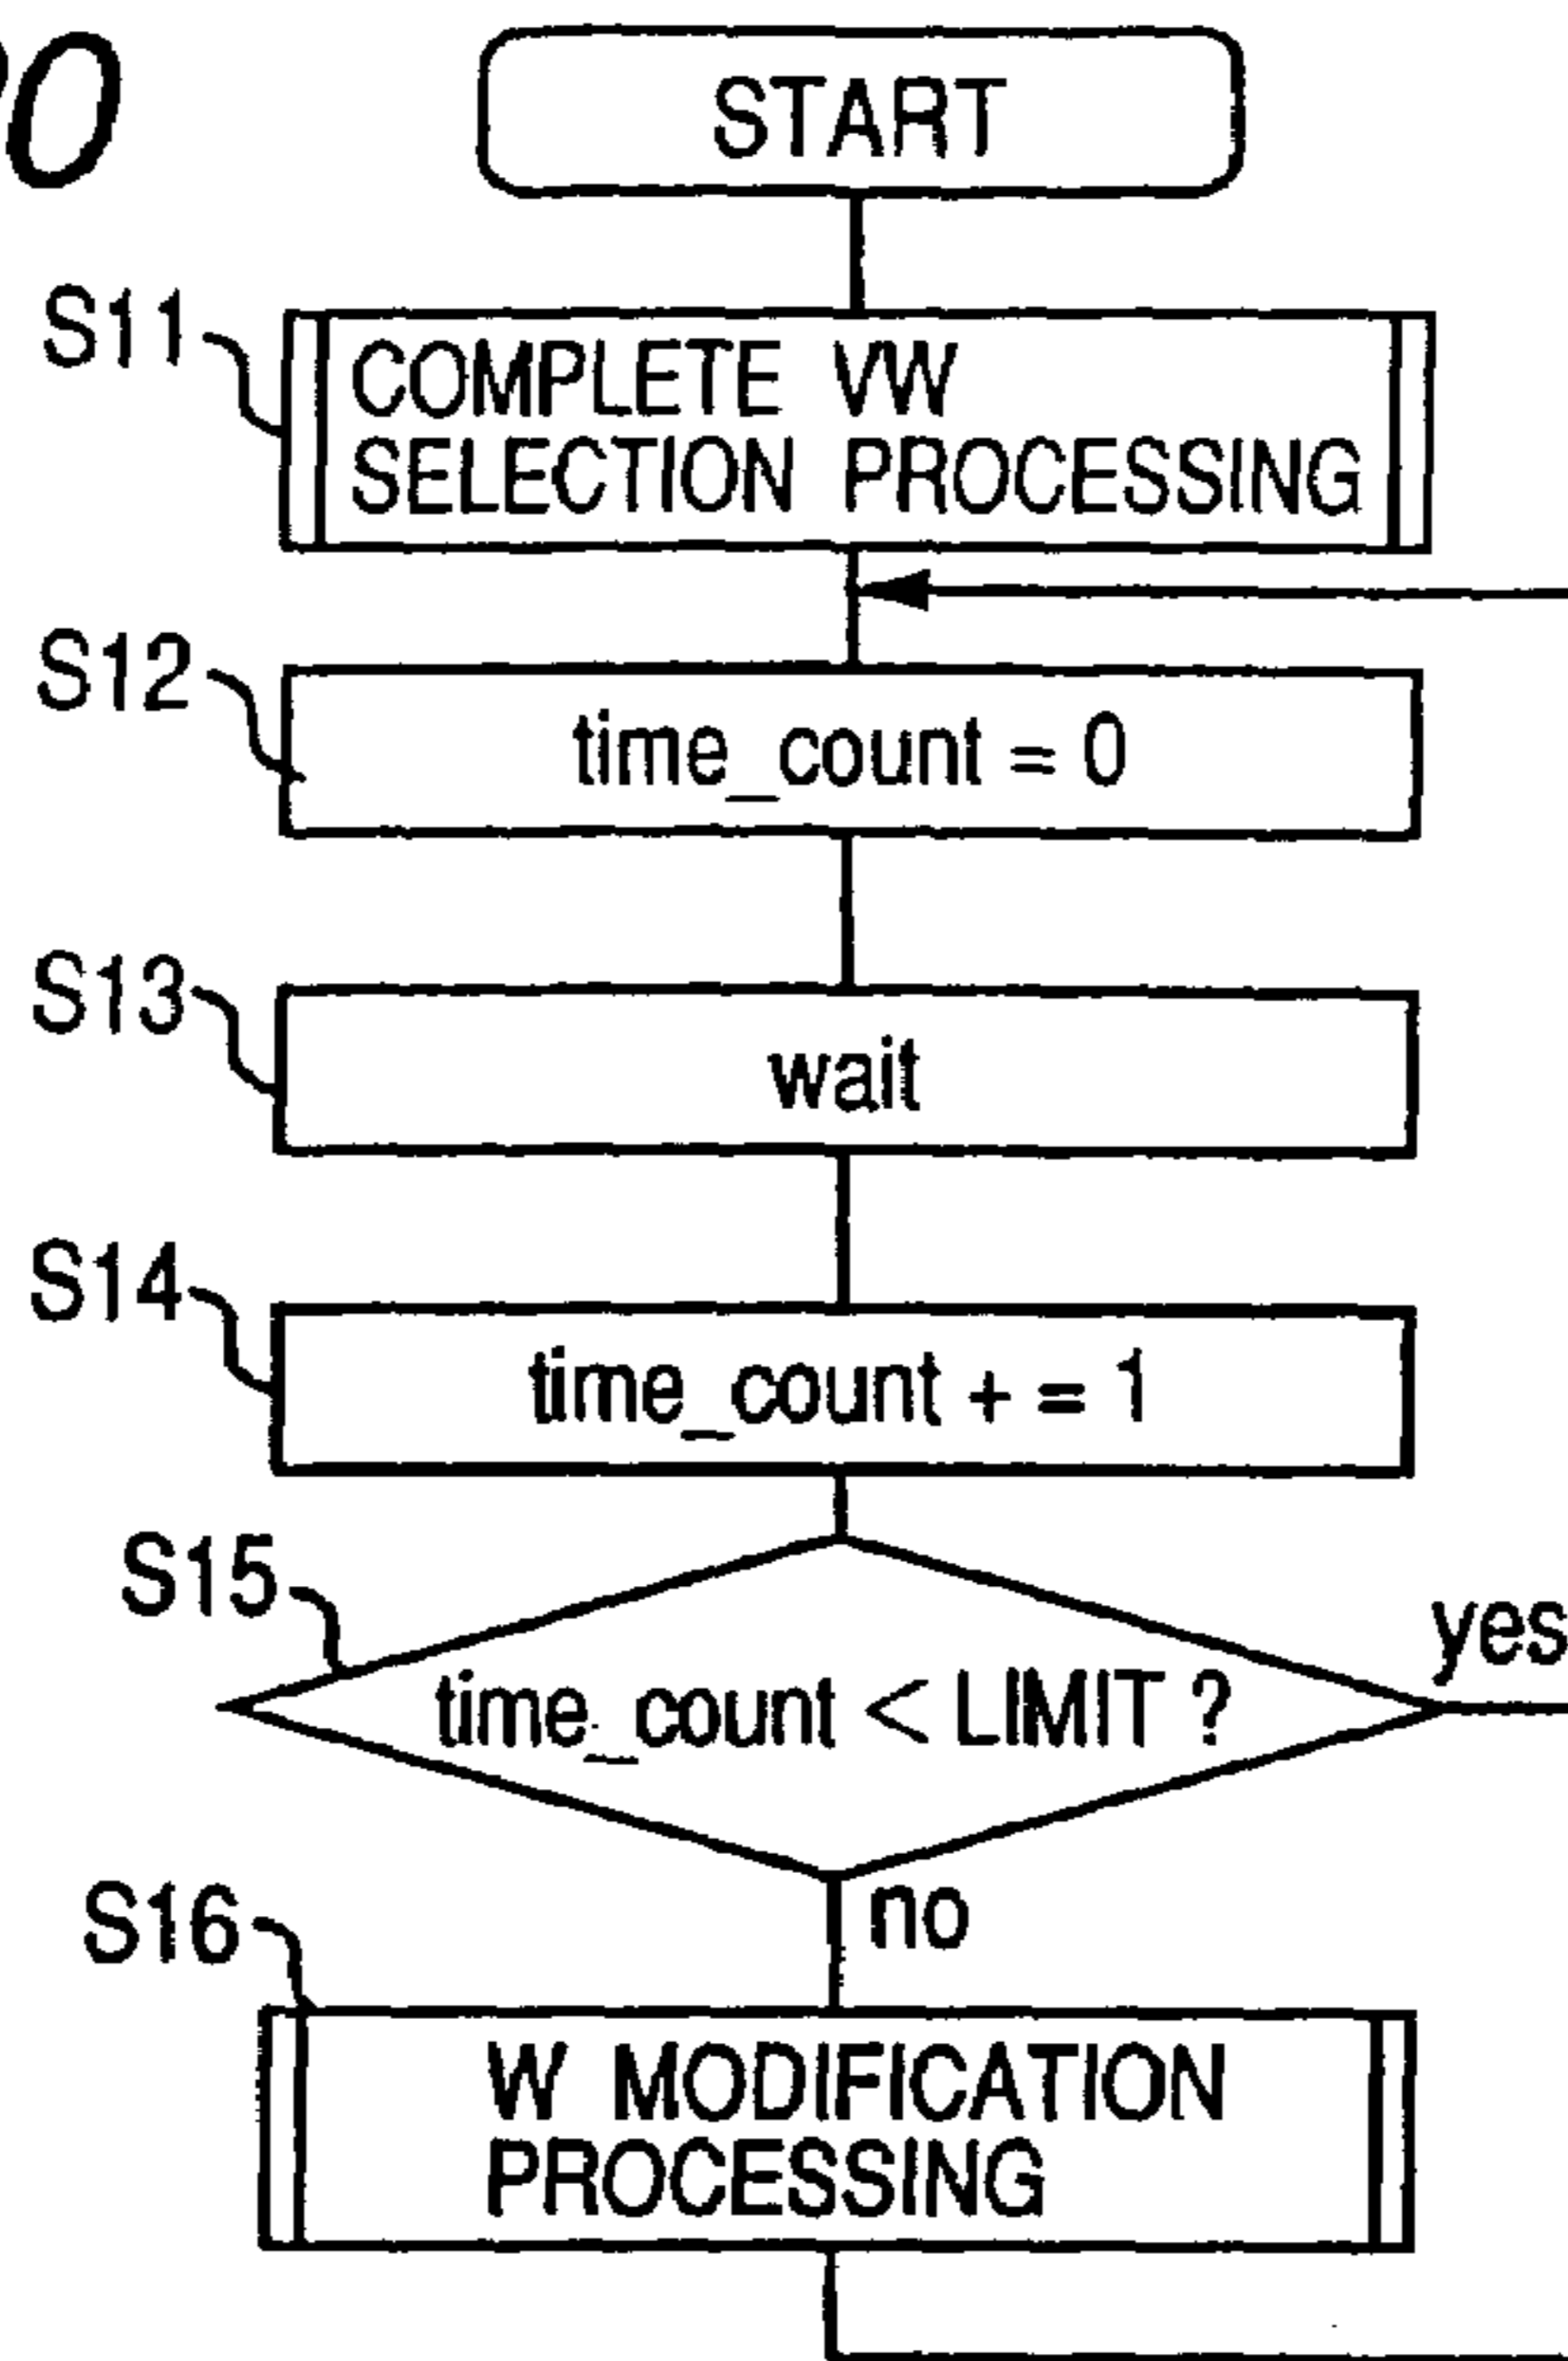 0
START
S11
COMPLETE VW
SELECTION PROCESSING
S12
time_count = 0
S13
wait
S14
time_count + = 1
S15
time_count < LIMIT ?
yes
no
S16
W MODIFICATION
PROCESSING